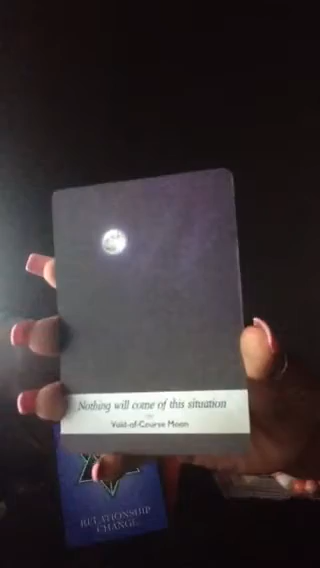 Nothing will come of this situation
Void-of-Course Moon
RELATIONSHIP
CHANGE